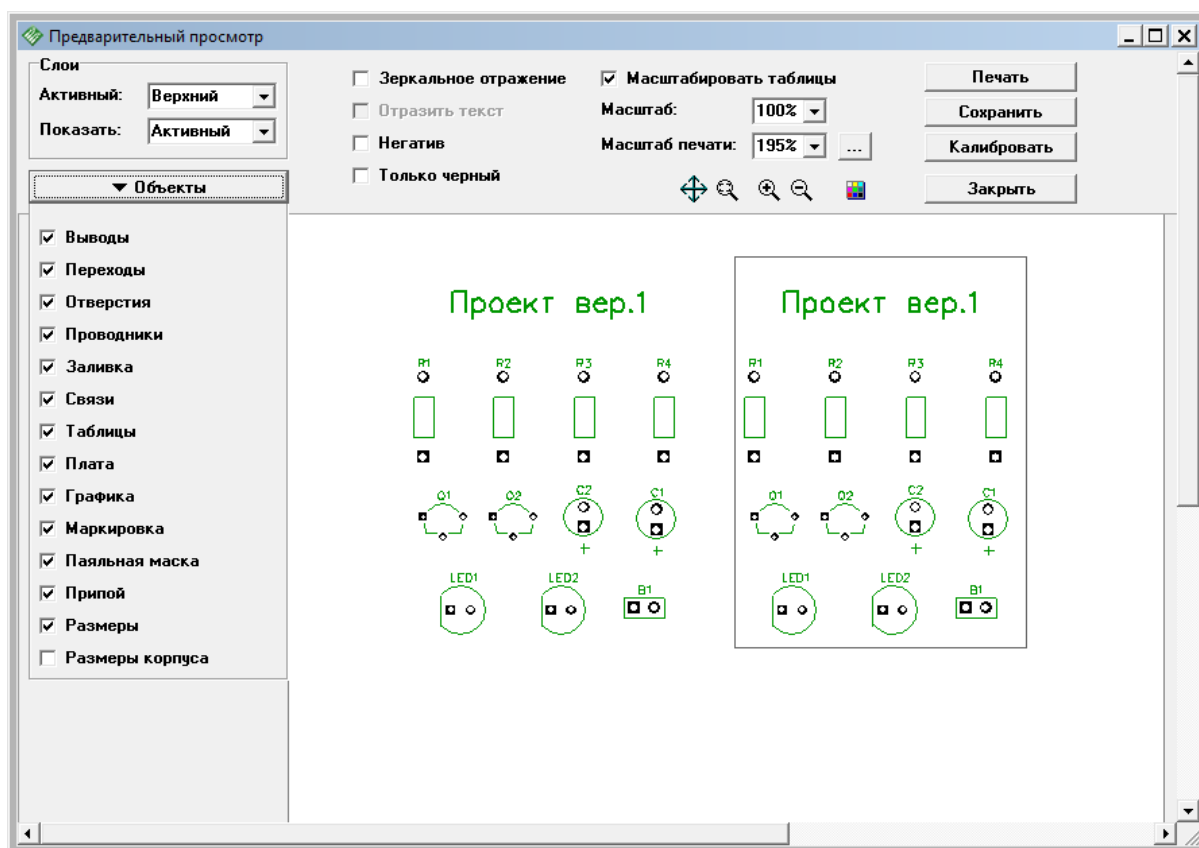 Предварительный просмотр
Слои
Активный: Верхний
Показать: Активный
Объекты
Зеркальное отражение
Отразить текст
Негатив
Только черный
Масштабировать таблицы
Масштаб: 100%
Масштаб печати: 195% ...
Печать
Сохранить
Калибровать
Закрыть
Выводы
Переходы
Отверстия
Проводники
Заливка
Связи
Таблицы
Плата
Графика
Маркировка
Паяльная маска
Припой
Размеры
Размеры корпуса
Проект вер.1
R1 R2 R3 R4
Q1 Q2 C2 C1
+ +
LED1 LED2 B1
Проект вер.1
R1 R2 R3 R4
Q1 Q2 C2 C1
+ +
LED1 LED2 B1